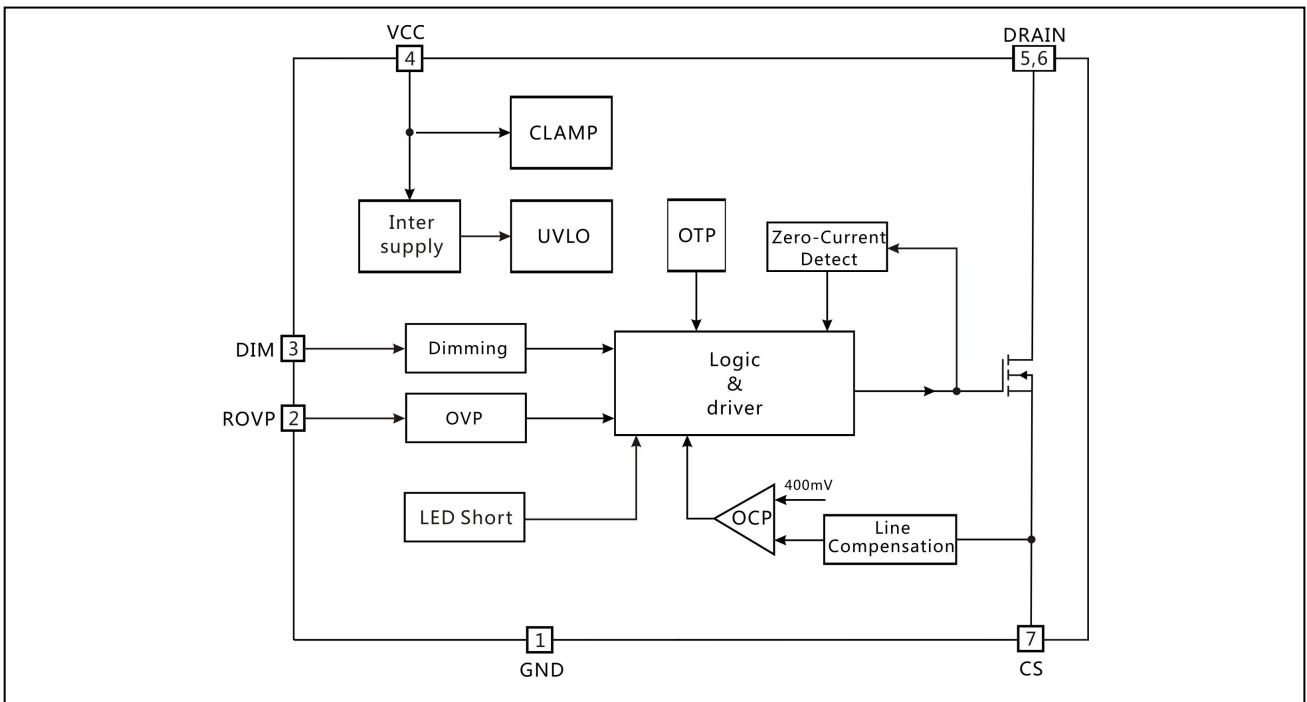 VCC
4
DRAIN
5,6
CLAMP
Inter
supply
UVLO
OTP
Zero-Current
Detect
DIM
3
Dimming
Logic
&
driver
ROVP
2
OVP
LED Short
400mV
OCP
Line
Compensation
1
GND
7
CS